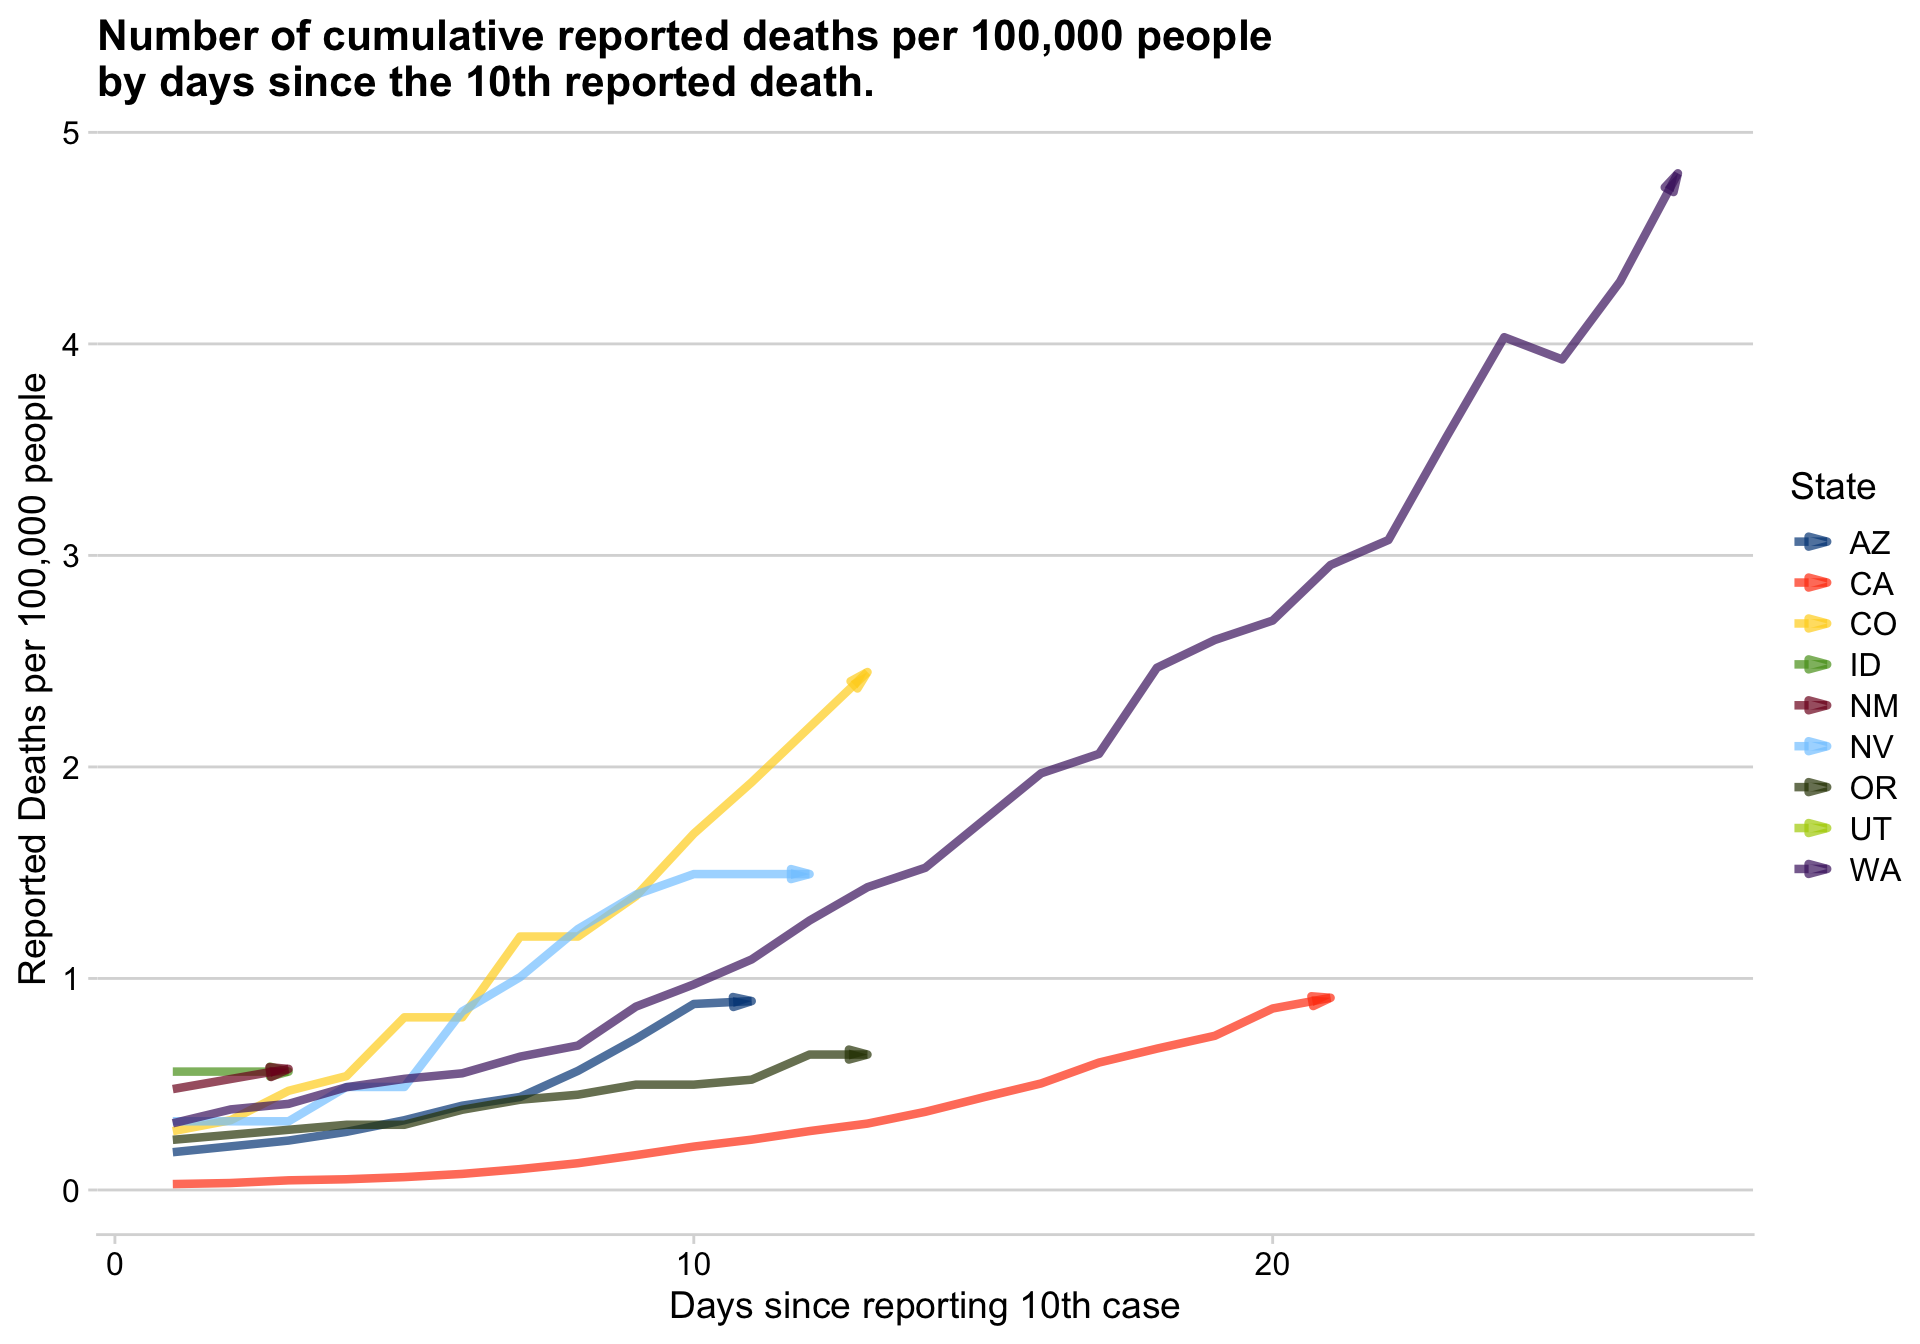 Number of cumulative reported deaths per 100,000 people
by days since the 10th reported death.
5
4
3
2
1
0
Reported Deaths per 100,000 people
0
10
20
Days since reporting 10th case
State
AZ
CA
CO
ID
NM
NV
OR
UT
WA